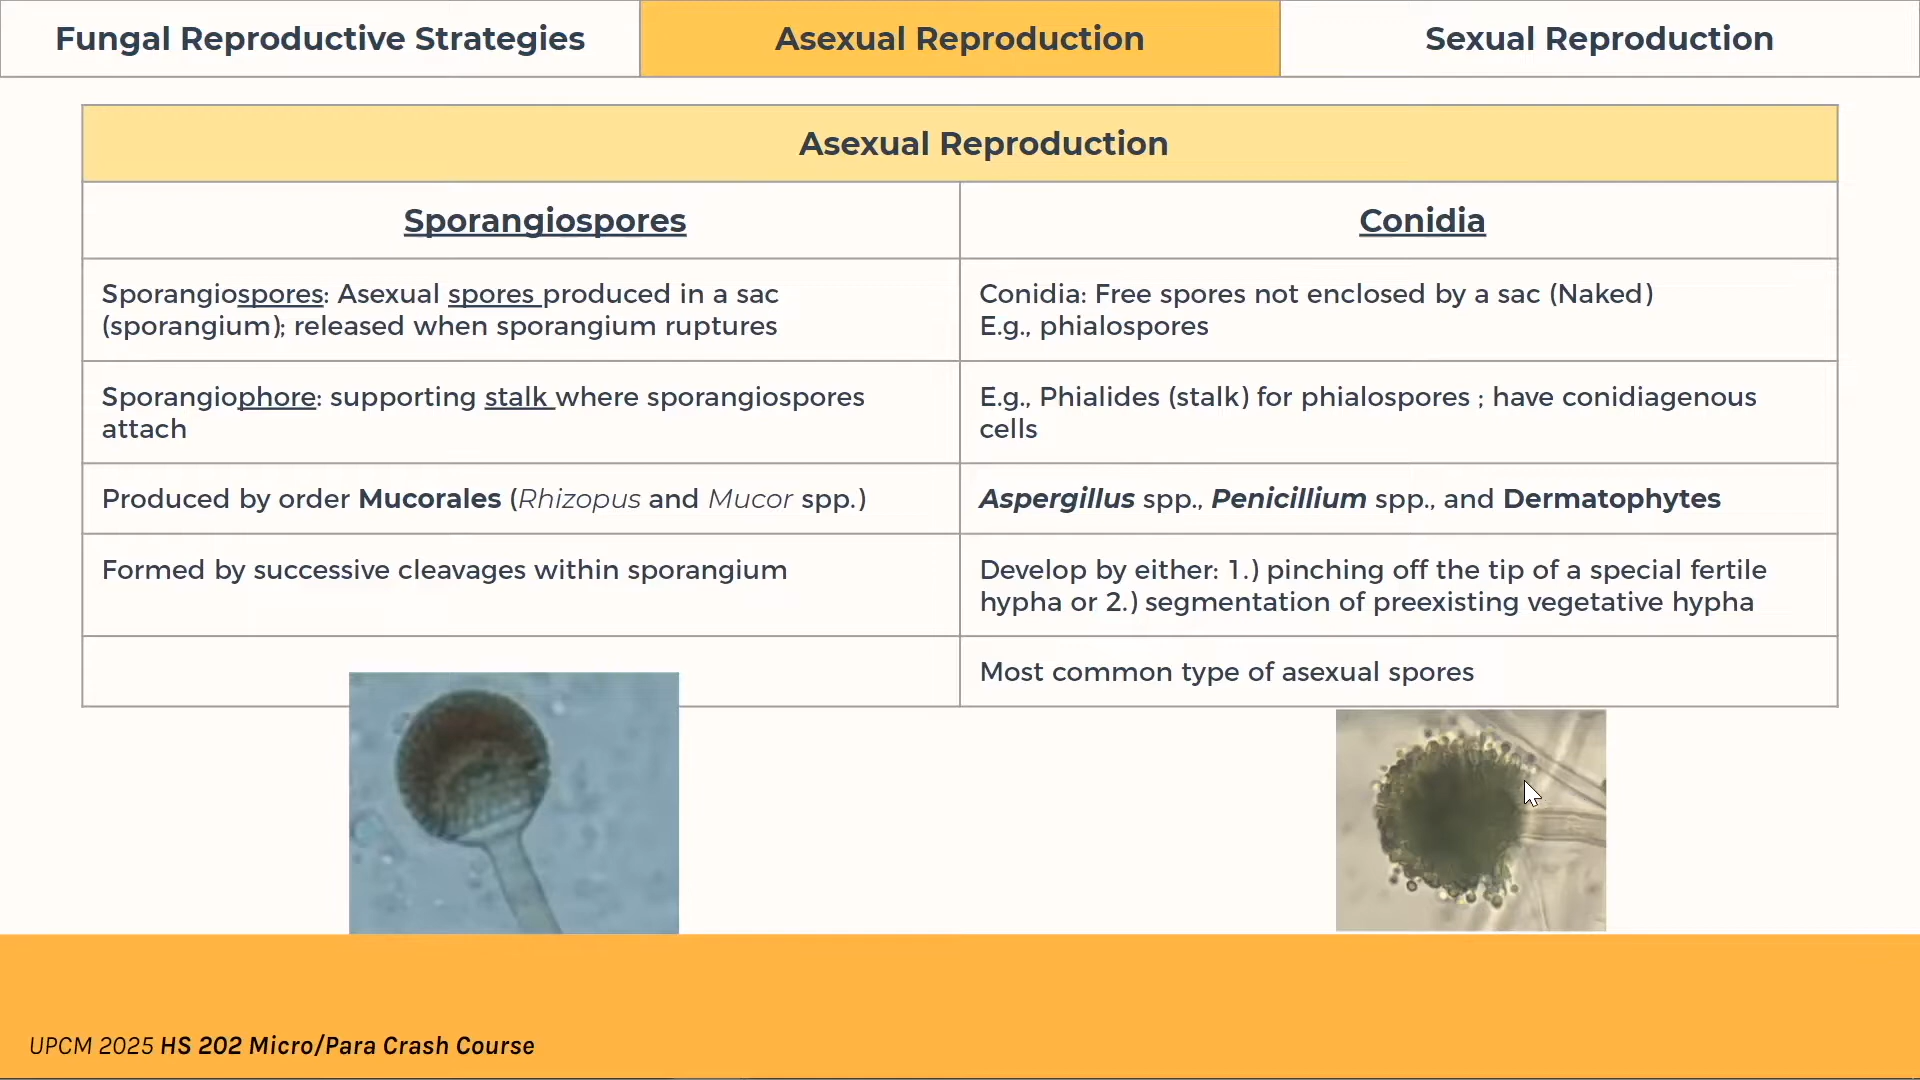 Fungal Reproductive Strategies
Asexual Reproduction
Sexual Reproduction
Asexual Reproduction
Sporangiospores
Conidia
Sporangiospores: Asexual spores produced in a sac
(sporangium); released when sporangium ruptures
Conidia: Free spores not enclosed by a sac (Naked)
E.g., phialospores
Sporangiophore: supporting stalk where sporangiospores
attach
E.g., Phialides (stalk) for phialospores ; have conidiagenous
cells
Produced by order Mucorales (Rhizopus and Mucor spp.)
Aspergillus spp., Penicillium spp., and Dermatophytes
Formed by successive cleavages within sporangium
Develop by either: 1.) pinching off the tip of a special fertile
hypha or 2.) segmentation of preexisting vegetative hypha
Most common type of asexual spores
UPCM 2025 HS 202 Micro/Para Crash Course